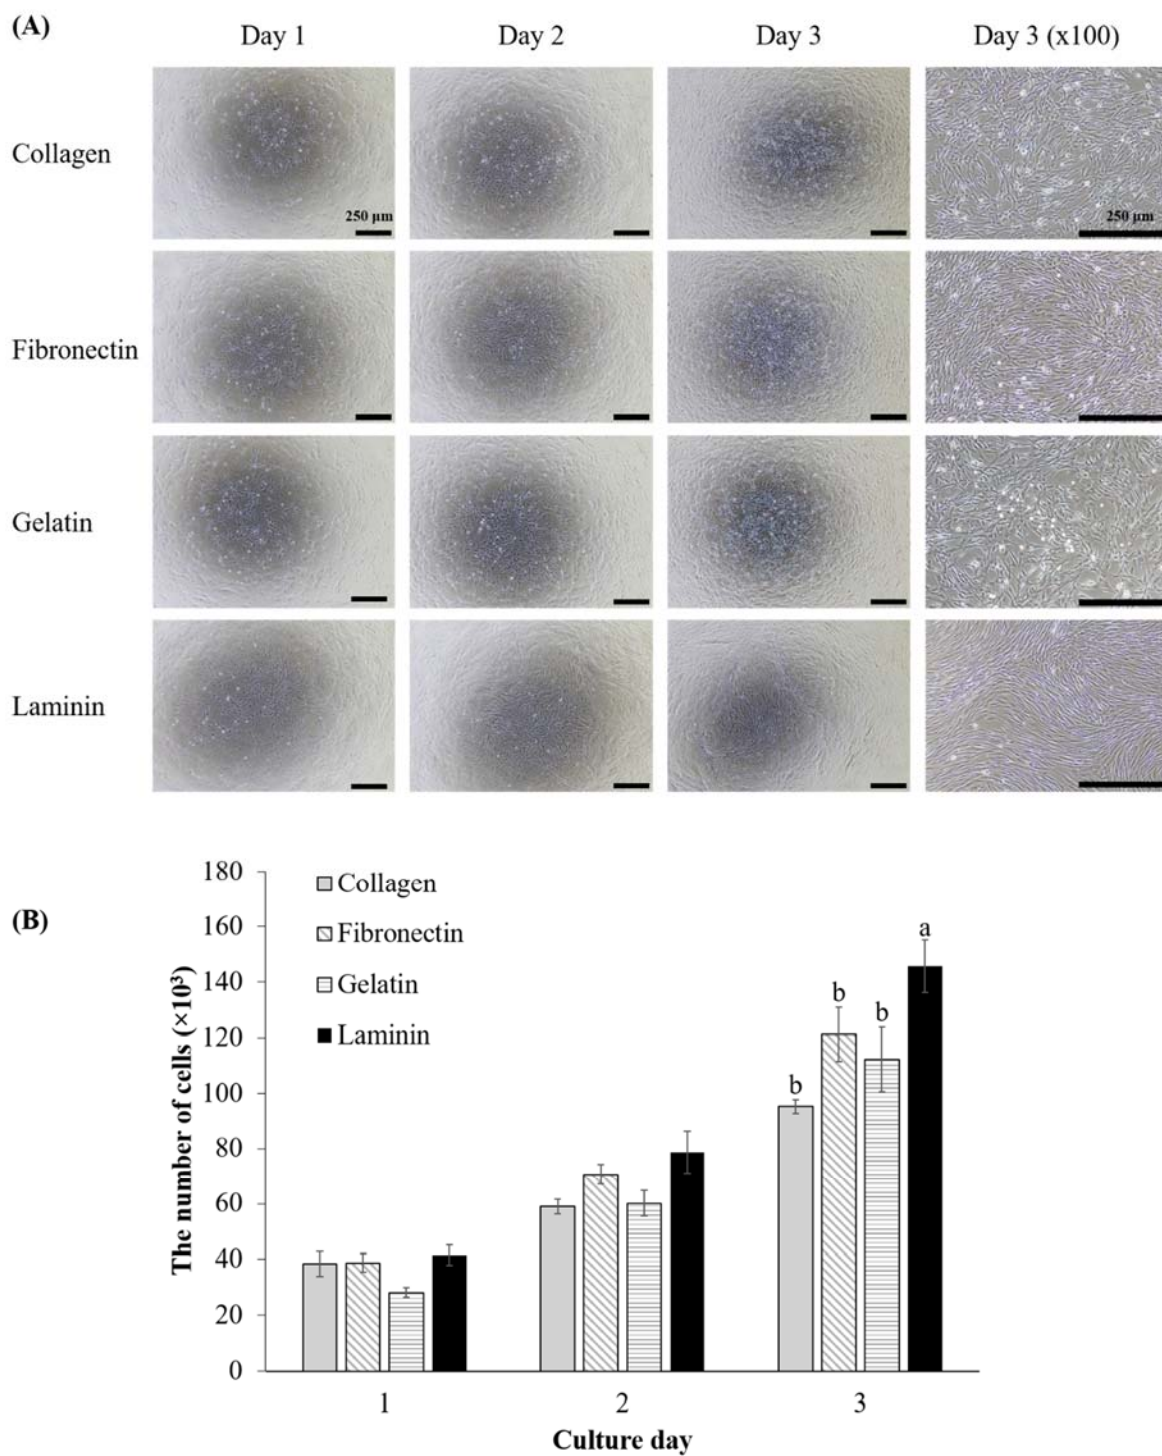 (A)
Day 1 Day 2 Day 3 Day 3 (x100)
Collagen
250 μm 250 μm
Fibronectin
Gelatin
Laminin
(B)
The number of cells (×10³)
180
160
140
120
100
80
60
40
20
0
Collagen
Fibronectin
Gelatin
Laminin
b
b
b
a
1 2 3
Culture day